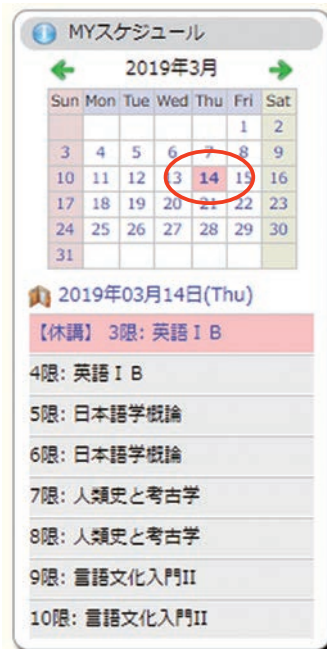 MYスケジュール
2019年3月
Sun Mon Tue Wed Thu Fri Sat
1 2
3 4 5 6 7 8 9
10 11 12 13 14 15 16
17 18 19 20 21 22 23
24 25 26 27 28 29 30
31
2019年03月14日(Thu)
【休講】 3限: 英語ⅠB
4限: 英語ⅠB
5限: 日本語学概論
6限: 日本語学概論
7限: 人類史と考古学
8限: 人類史と考古学
9限: 言語文化入門II
10限: 言語文化入門II